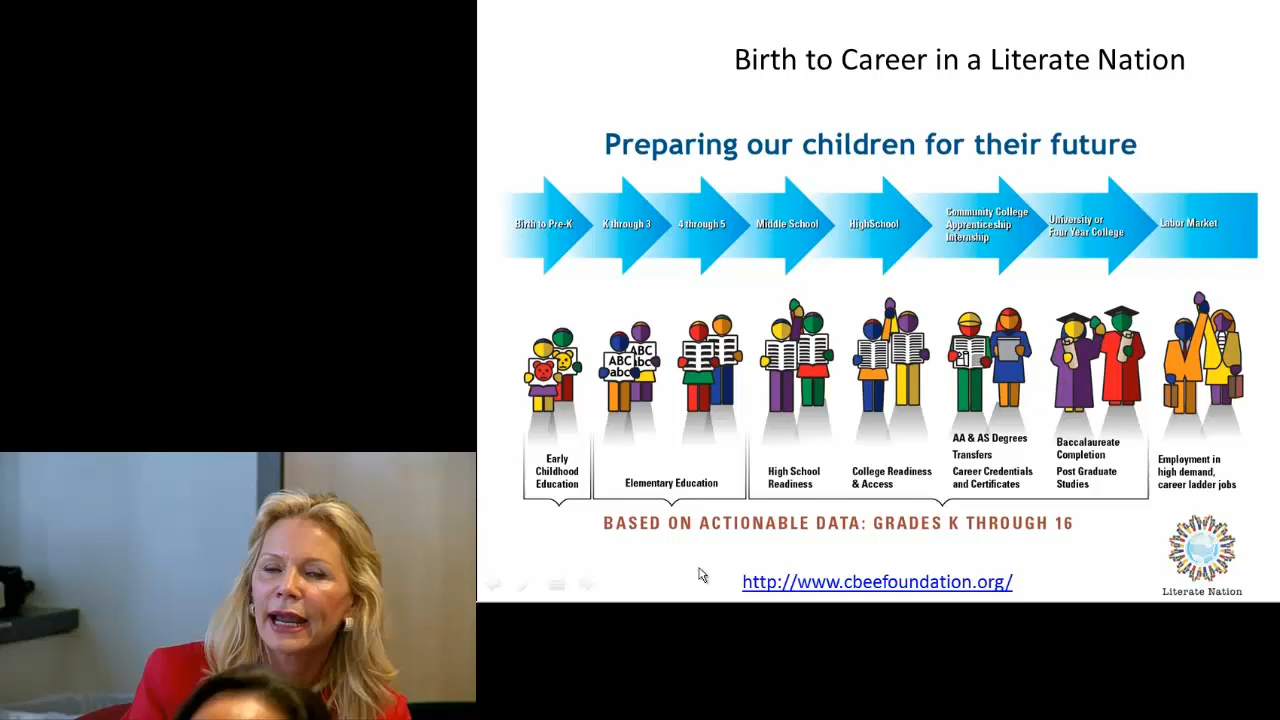 Birth to Career in a Literate Nation
Preparing our children for their future
Birth to Pre-K
K through 3
4 through 5
Middle School
HighSchool
Community College
Apprenticeship
Internship
University or
Four Year College
Labor Market
ABC
abc
ABC
abc
Early
Childhood
Education
Elementary Education
High School
Readiness
College Readiness
& Access
AA & AS Degrees
Transfers
Career Credentials
and Certificates
Baccalaureate
Completion
Post Graduate
Studies
Employment in
high demand,
career ladder jobs
BASED ON ACTIONABLE DATA: GRADES K THROUGH 16
http://www.cbeefoundation.org/
Literate Nation